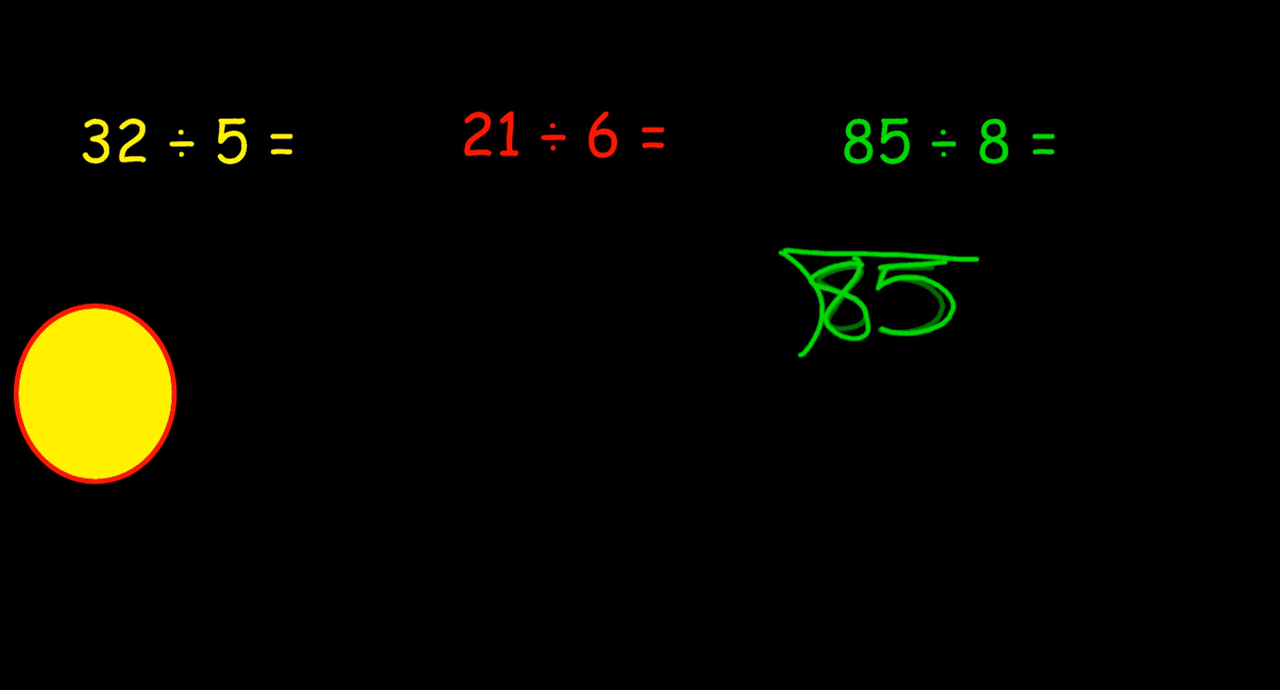 32 ÷ 5 = 21 ÷ 6 = 85 ÷ 8 =
85